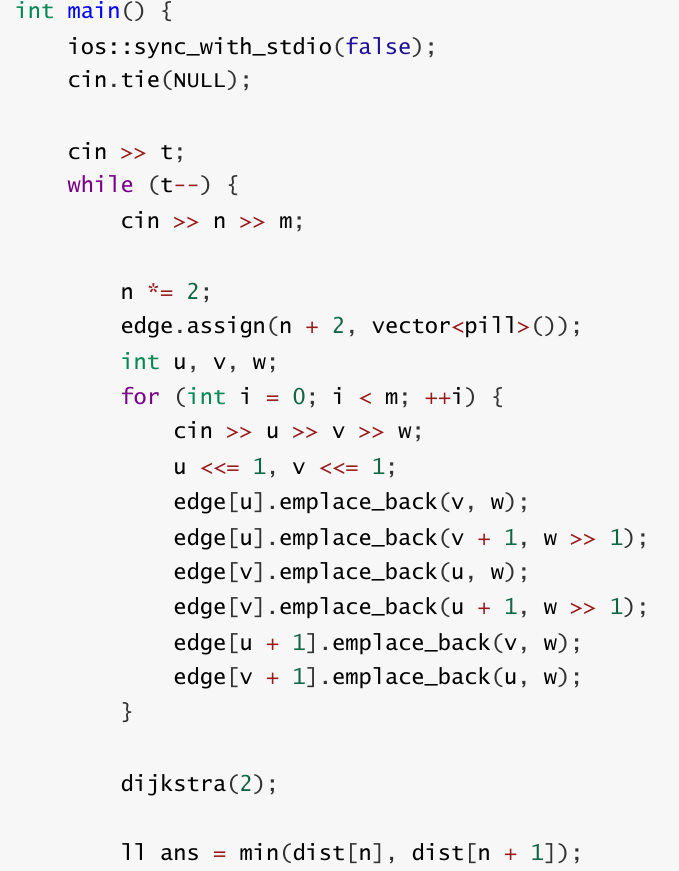 int main() {
    ios::sync_with_stdio(false);
    cin.tie(NULL);

    cin >> t;
    while (t--) {
        cin >> n >> m;

        n *= 2;
        edge.assign(n + 2, vector<pill>());
        int u, v, w;
        for (int i = 0; i < m; ++i) {
            cin >> u >> v >> w;
            u <<= 1, v <<= 1;
            edge[u].emplace_back(v, w);
            edge[u].emplace_back(v + 1, w >> 1);
            edge[v].emplace_back(u, w);
            edge[v].emplace_back(u + 1, w >> 1);
            edge[u + 1].emplace_back(v, w);
            edge[v + 1].emplace_back(u, w);
        }

        dijkstra(2);

        ll ans = min(dist[n], dist[n + 1]);